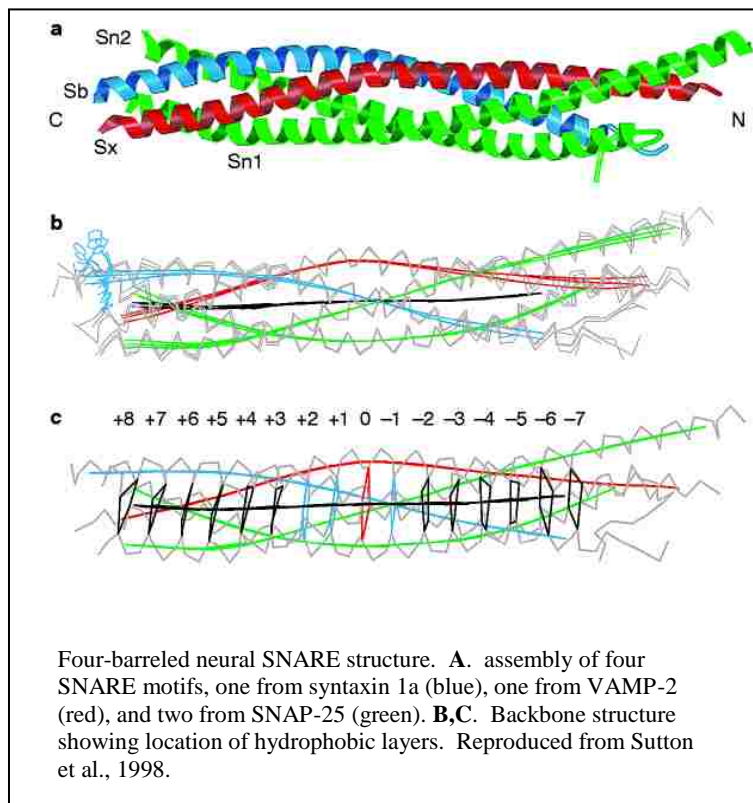 a
Sn2
Sb
C
N
Sx
Sn1
b
c +8 +7 +6 +5 +4 +3 +2 +1 0 –1 –2 –3 –4 –5 –6 –7
Four-barreled neural SNARE structure. A. assembly of four
SNARE motifs, one from syntaxin 1a (blue), one from VAMP-2
(red), and two from SNAP-25 (green). B,C. Backbone structure
showing location of hydrophobic layers. Reproduced from Sutton
et al., 1998.